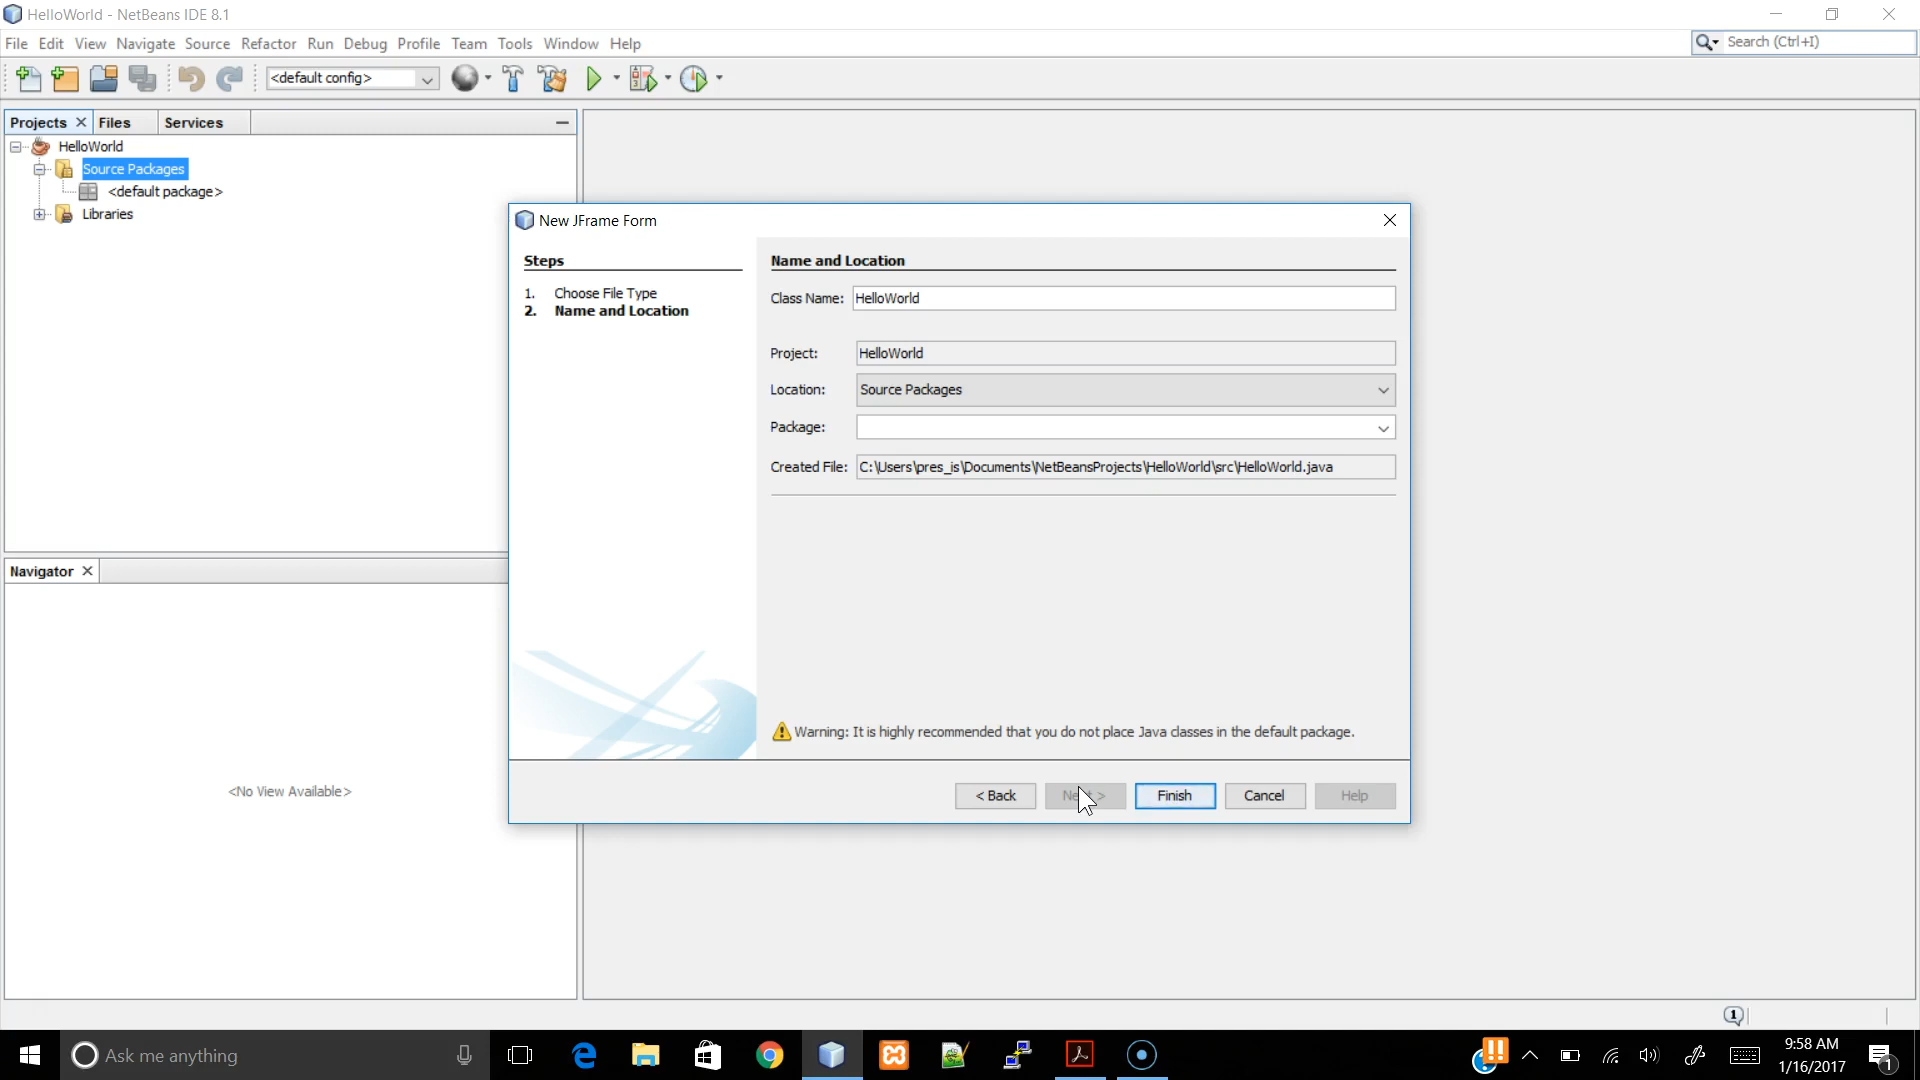 HelloWorld - NetBeans IDE 8.1
File Edit View Navigate Source Refactor Run Debug Profile Team Tools Window Help
Search (Ctrl+I)
<default config>
Projects Files Services
HelloWorld
Source Packages
<default package>
Libraries
New JFrame Form
Steps
1. Choose File Type
2. Name and Location
Name and Location
Class Name: HelloWorld
Project: HelloWorld
Location: Source Packages
Package:
Created File: C:\Users\pres_is\Documents\NetBeansProjects\HelloWorld\src\HelloWorld.java
Warning: It is highly recommended that you do not place Java classes in the default package.
< Back Finish Cancel Help
Navigator
<No View Available>
1
Ask me anything
9:58 AM
1/16/2017
1